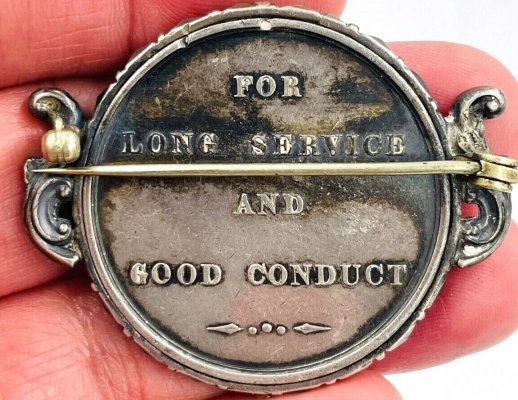 FOR
LONG SERVICE
AND
GOOD CONDUCT